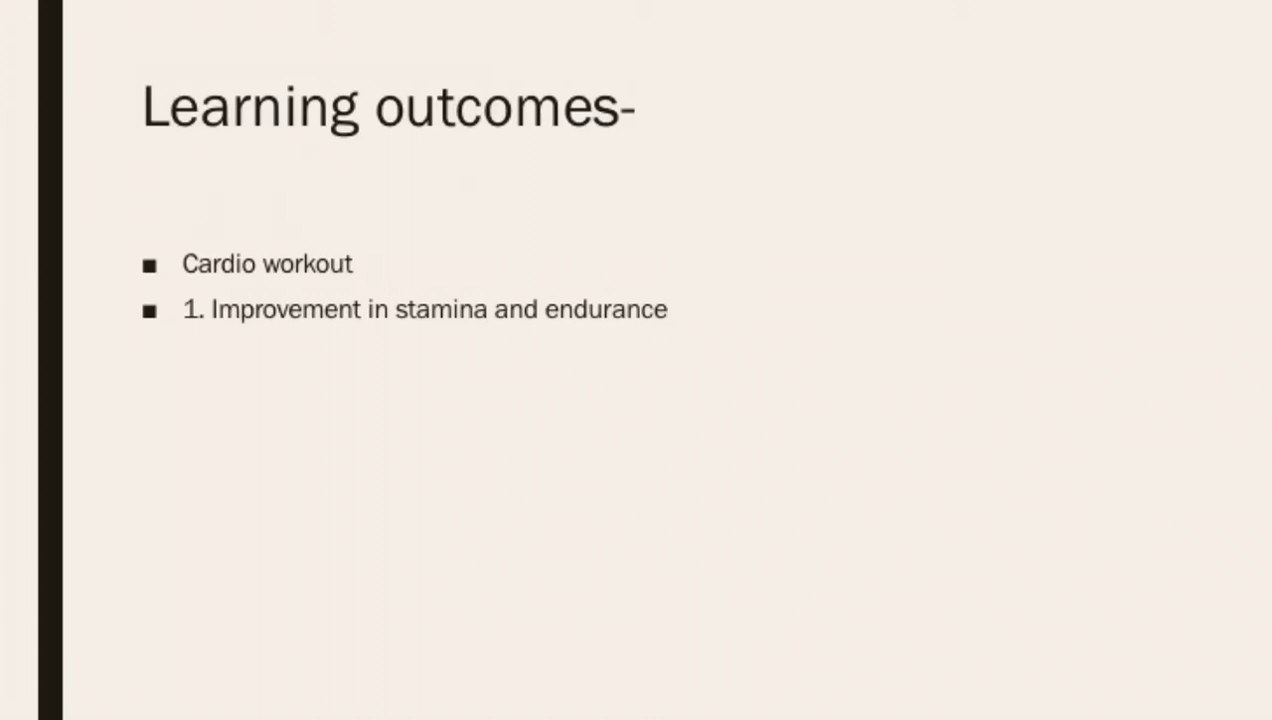 Learning outcomes-
▪ Cardio workout
▪ 1. Improvement in stamina and endurance